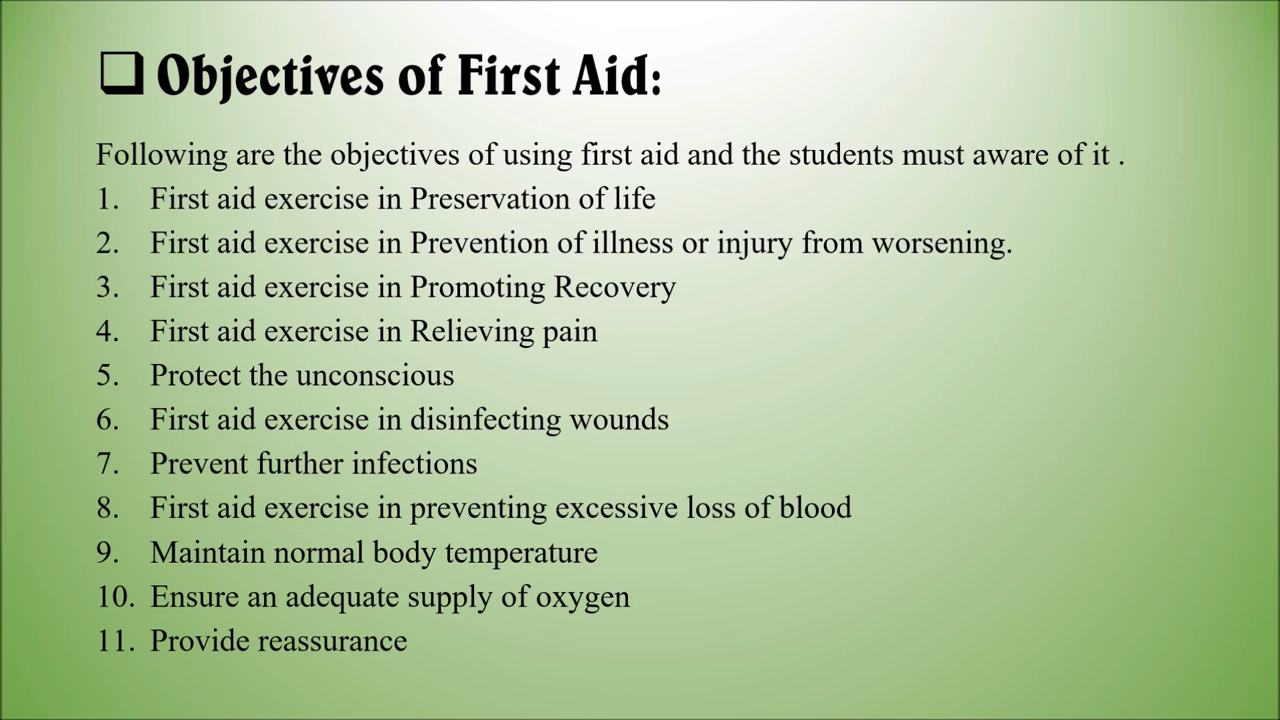 ❑ Objectives of First Aid:
Following are the objectives of using first aid and the students must aware of it .
1. First aid exercise in Preservation of life
2. First aid exercise in Prevention of illness or injury from worsening.
3. First aid exercise in Promoting Recovery
4. First aid exercise in Relieving pain
5. Protect the unconscious
6. First aid exercise in disinfecting wounds
7. Prevent further infections
8. First aid exercise in preventing excessive loss of blood
9. Maintain normal body temperature
10. Ensure an adequate supply of oxygen
11. Provide reassurance